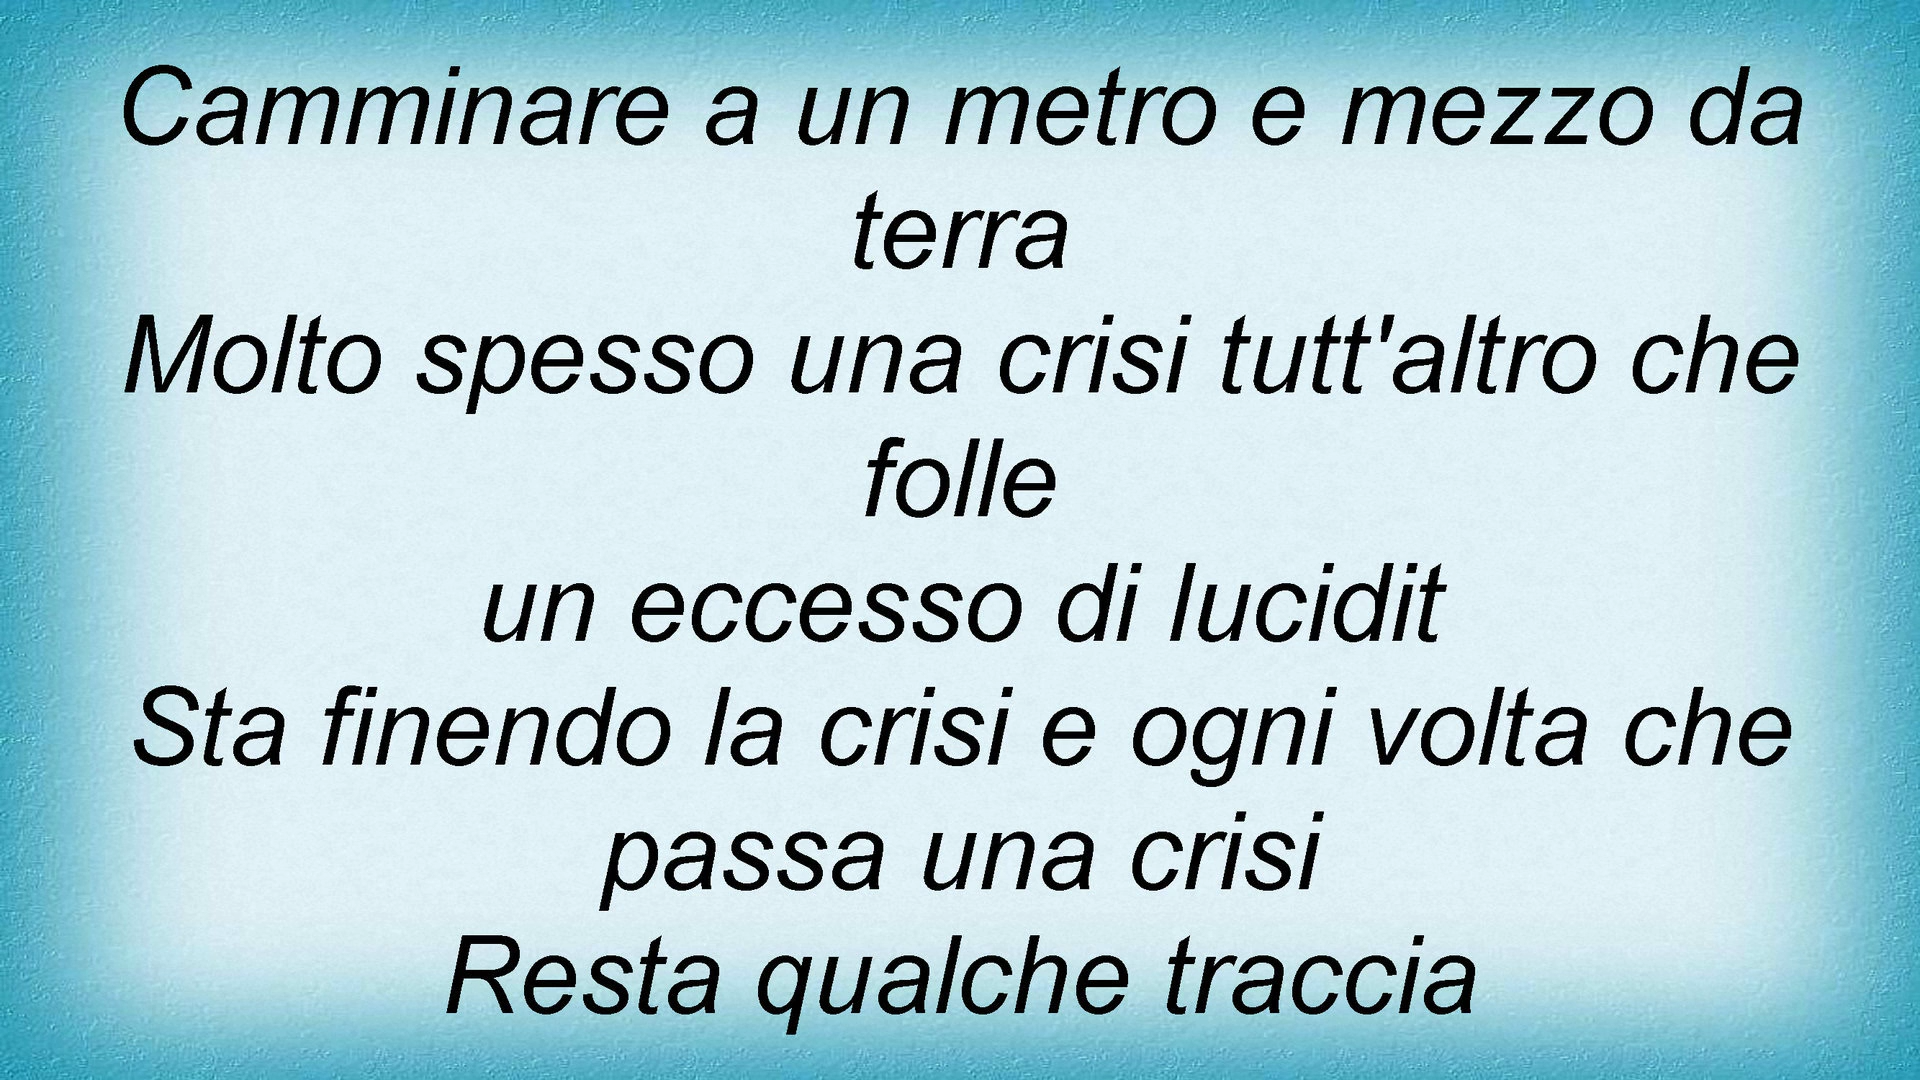 Camminare a un metro e mezzo da
terra
Molto spesso una crisi tutt'altro che
folle
un eccesso di lucidit
Sta finendo la crisi e ogni volta che
passa una crisi
Resta qualche traccia